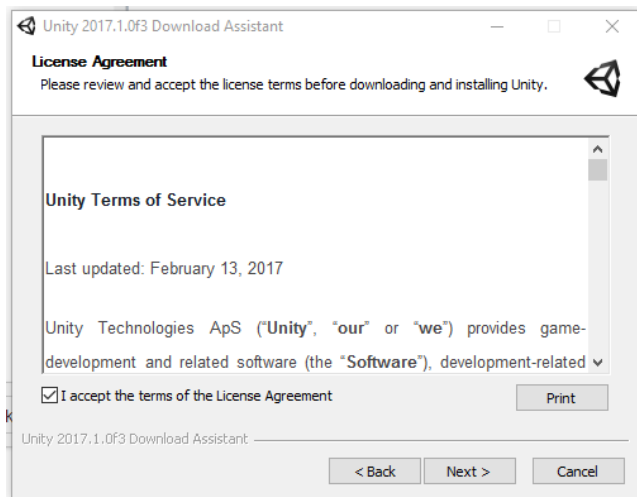 Unity 2017.1.0f3 Download Assistant
License Agreement
Please review and accept the license terms before downloading and installing Unity.
Unity Terms of Service
Last updated: February 13, 2017
Unity Technologies ApS (“Unity”, “our” or “we”) provides game-
development and related software (the “Software”), development-related
I accept the terms of the License Agreement
Print
k
Unity 2017.1.0f3 Download Assistant
< Back
Next >
Cancel